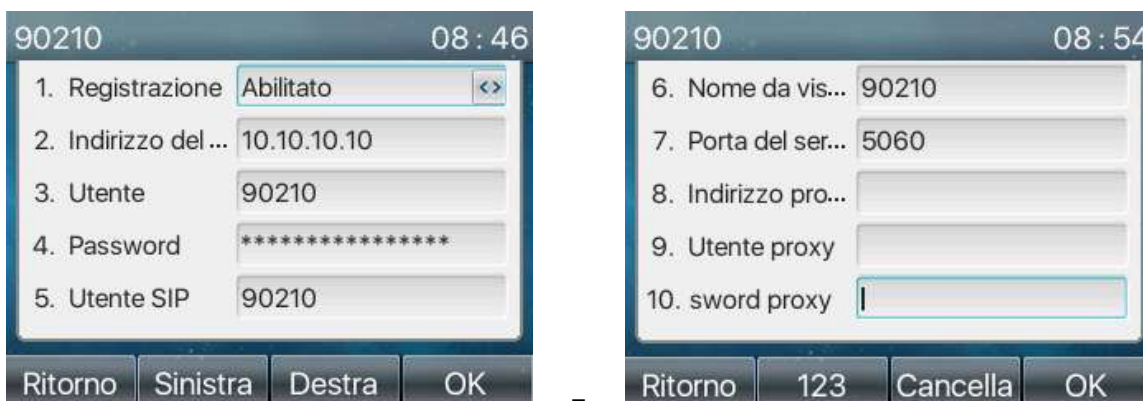 90210 08:46
1. Registrazione Abilitato <>
2. Indirizzo del ... 10.10.10.10
3. Utente 90210
4. Password ****************
5. Utente SIP 90210
Ritorno Sinistra Destra OK
90210 08:54
6. Nome da vis... 90210
7. Porta del ser... 5060
8. Indirizzo pro...
9. Utente proxy
10. sword proxy
Ritorno 123 Cancella OK